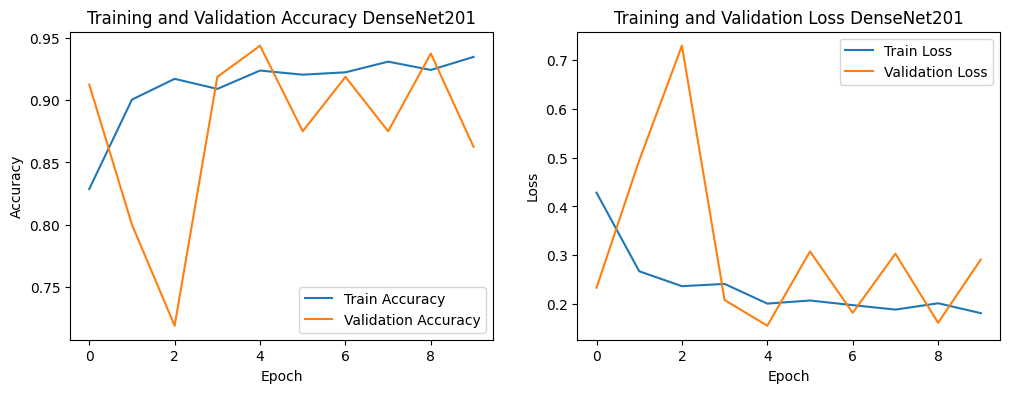 Training and Validation Accuracy DenseNet201
0.95
0.90
0.85
0.80
0.75
Accuracy
0
2
4
6
8
Epoch
Train Accuracy
Validation Accuracy
Training and Validation Loss DenseNet201
0.7
0.6
0.5
0.4
0.3
0.2
Loss
0
2
4
6
8
Epoch
Train Loss
Validation Loss